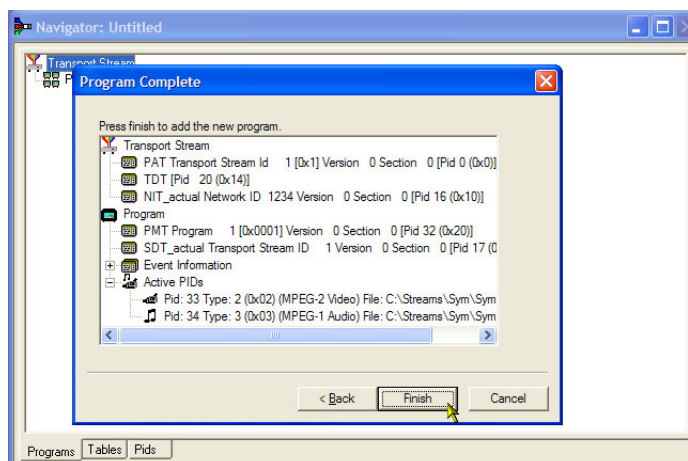 Navigator: Untitled
Transport Stream
P
Program Complete
Press finish to add the new program.
Transport Stream
PAT Transport Stream Id 1 [0x1] Version 0 Section 0 [Pid 0 (0x0)]
TDT [Pid 20 (0x14)]
NIT_actual Network ID 1234 Version 0 Section 0 [Pid 16 (0x10)]
Program
PMT Program 1 [0x0001] Version 0 Section 0 [Pid 32 (0x20)]
SDT_actual Transport Stream ID 1 Version 0 Section 0 [Pid 17 (0
Event Information
Active PIDs
Pid: 33 Type: 2 (0x02) (MPEG-2 Video) File: C:\Streams\Sym\Sym
Pid: 34 Type: 3 (0x03) (MPEG-1 Audio) File: C:\Streams\Sym\Sym
< Back Finish Cancel
Programs Tables Pids